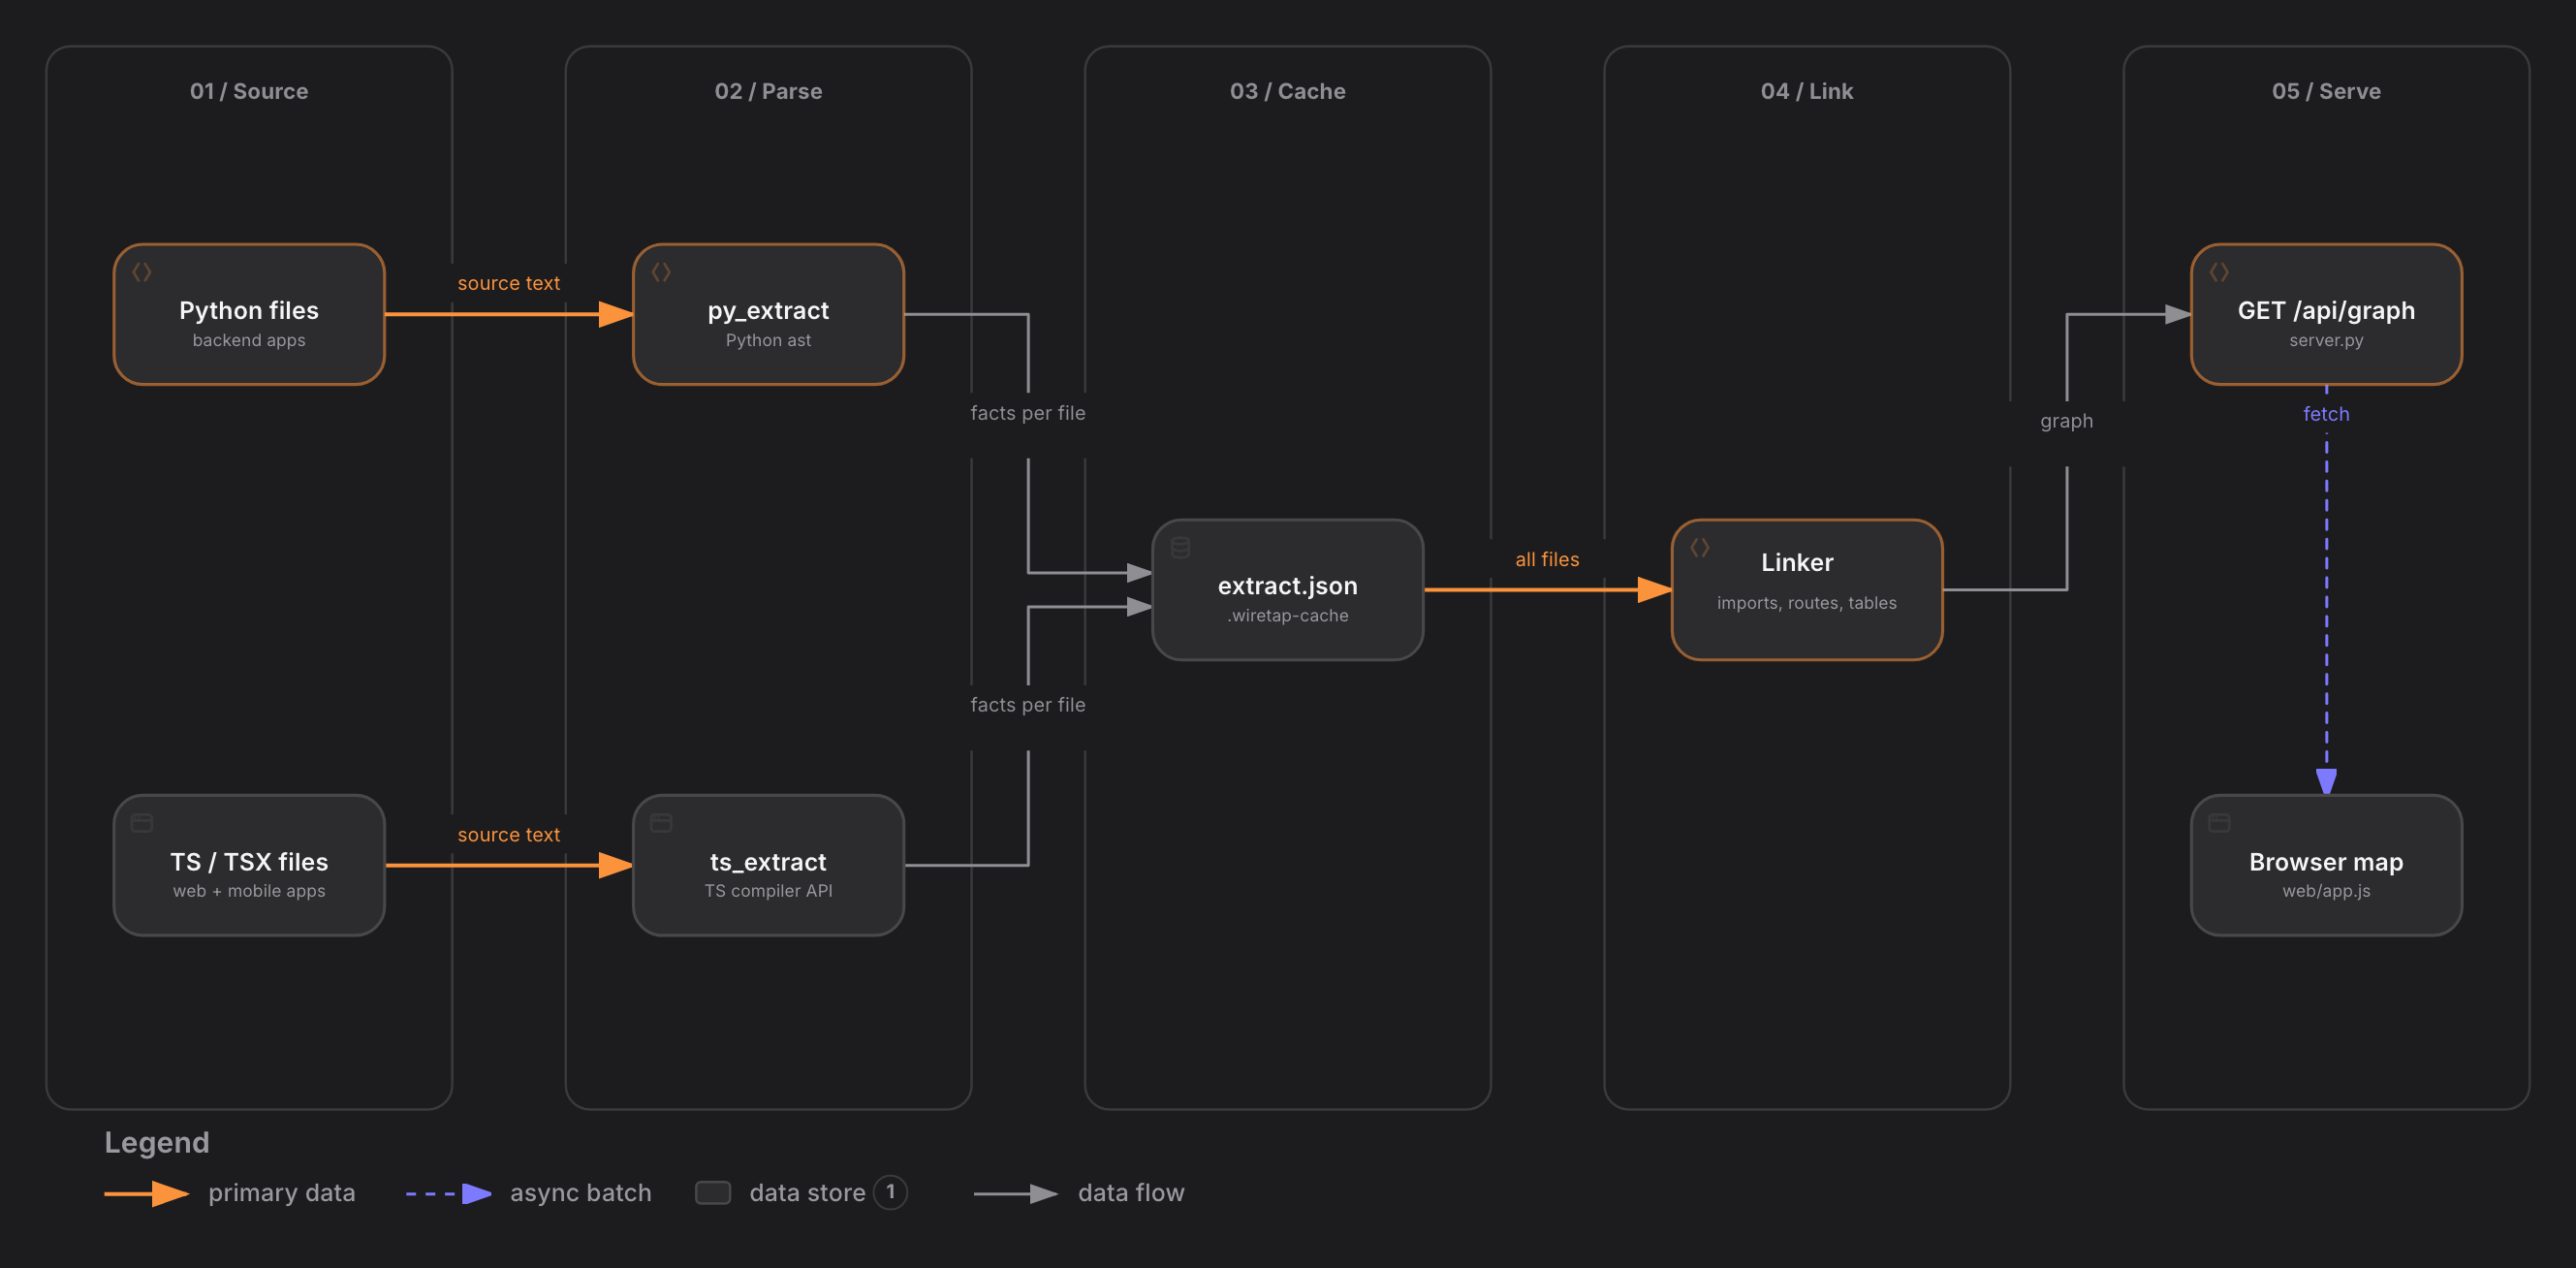 01 / Source
02 / Parse
03 / Cache
04 / Link
05 / Serve
Python files
backend apps
source text
py_extract
Python ast
facts per file
GET /api/graph
server.py
fetch
graph
extract.json
.wiretap-cache
all files
Linker
imports, routes, tables
facts per file
TS / TSX files
web + mobile apps
source text
ts_extract
TS compiler API
Browser map
web/app.js
Legend
primary data
async batch
data store 1
data flow